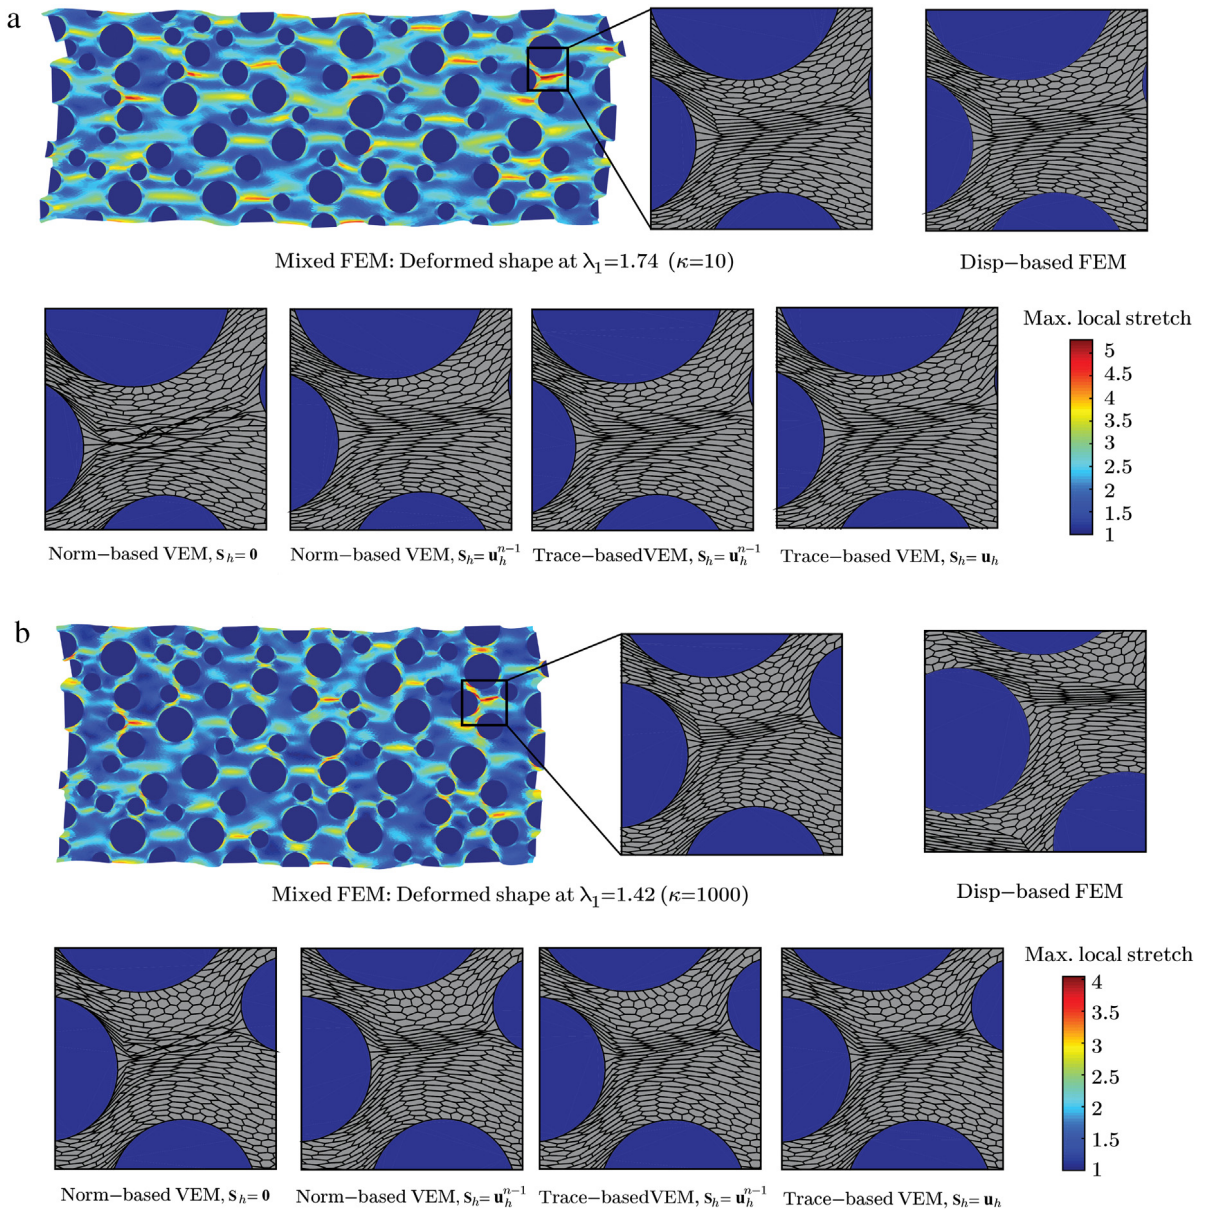 a
Mixed FEM: Deformed shape at λ₁=1.74 (κ=10)
Disp−based FEM
Max. local stretch
5
4.5
4
3.5
3
2.5
2
1.5
1
Norm−based VEM, sₕ= 0
Norm−based VEM, sₕ= uₕⁿ⁻¹
Trace−basedVEM, sₕ= uₕⁿ⁻¹
Trace−based VEM, sₕ= uₕ
b
Mixed FEM: Deformed shape at λ₁=1.42 (κ=1000)
Disp−based FEM
Max. local stretch
4
3.5
3
2.5
2
1.5
1
Norm−based VEM, sₕ= 0
Norm−based VEM, sₕ= uₕⁿ⁻¹
Trace−basedVEM, sₕ= uₕⁿ⁻¹
Trace−based VEM, sₕ= uₕ